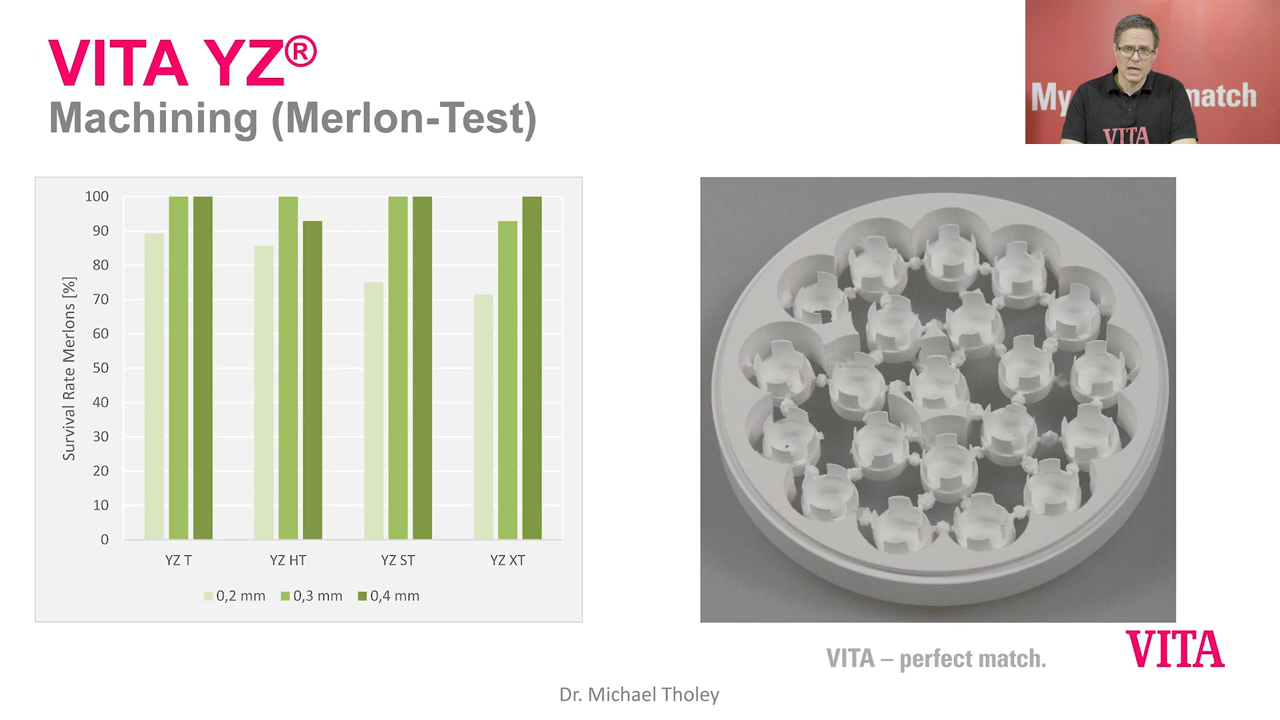 VITA YZ®
Machining (Merlon-Test)
My match
VITA
Survival Rate Merlons [%]
100
90
80
70
60
50
40
30
20
10
0
YZ T YZ HT YZ ST YZ XT
0,2 mm 0,3 mm 0,4 mm
VITA – perfect match.
VITA
Dr. Michael Tholey